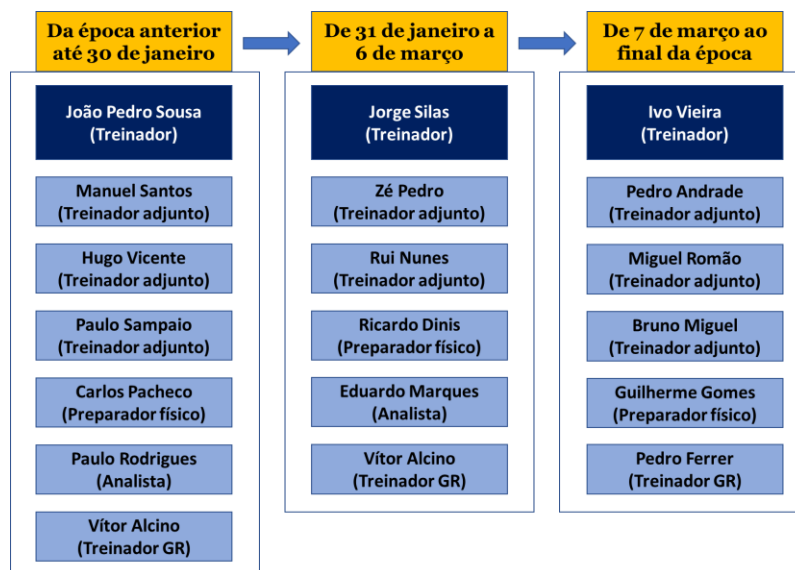 Da época anterior
até 30 de janeiro
João Pedro Sousa
(Treinador)
Manuel Santos
(Treinador adjunto)
Hugo Vicente
(Treinador adjunto)
Paulo Sampaio
(Treinador adjunto)
Carlos Pacheco
(Preparador físico)
Paulo Rodrigues
(Analista)
Vítor Alcino
(Treinador GR)
De 31 de janeiro a
6 de março
Jorge Silas
(Treinador)
Zé Pedro
(Treinador adjunto)
Rui Nunes
(Treinador adjunto)
Ricardo Dinis
(Preparador físico)
Eduardo Marques
(Analista)
Vítor Alcino
(Treinador GR)
De 7 de março ao
final da época
Ivo Vieira
(Treinador)
Pedro Andrade
(Treinador adjunto)
Miguel Romão
(Treinador adjunto)
Bruno Miguel
(Treinador adjunto)
Guilherme Gomes
(Preparador físico)
Pedro Ferrer
(Treinador GR)